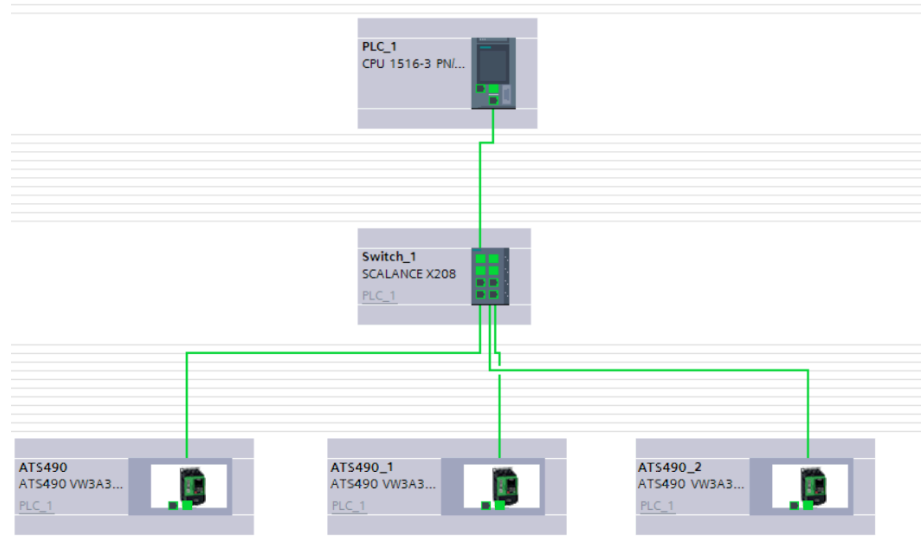 PLC_1
CPU 1516-3 PN/...
Switch_1
SCALANCE X208
PLC_1
ATS490
ATS490 VW3A3...
PLC_1
ATS490_1
ATS490 VW3A3...
PLC_1
ATS490_2
ATS490 VW3A3...
PLC_1